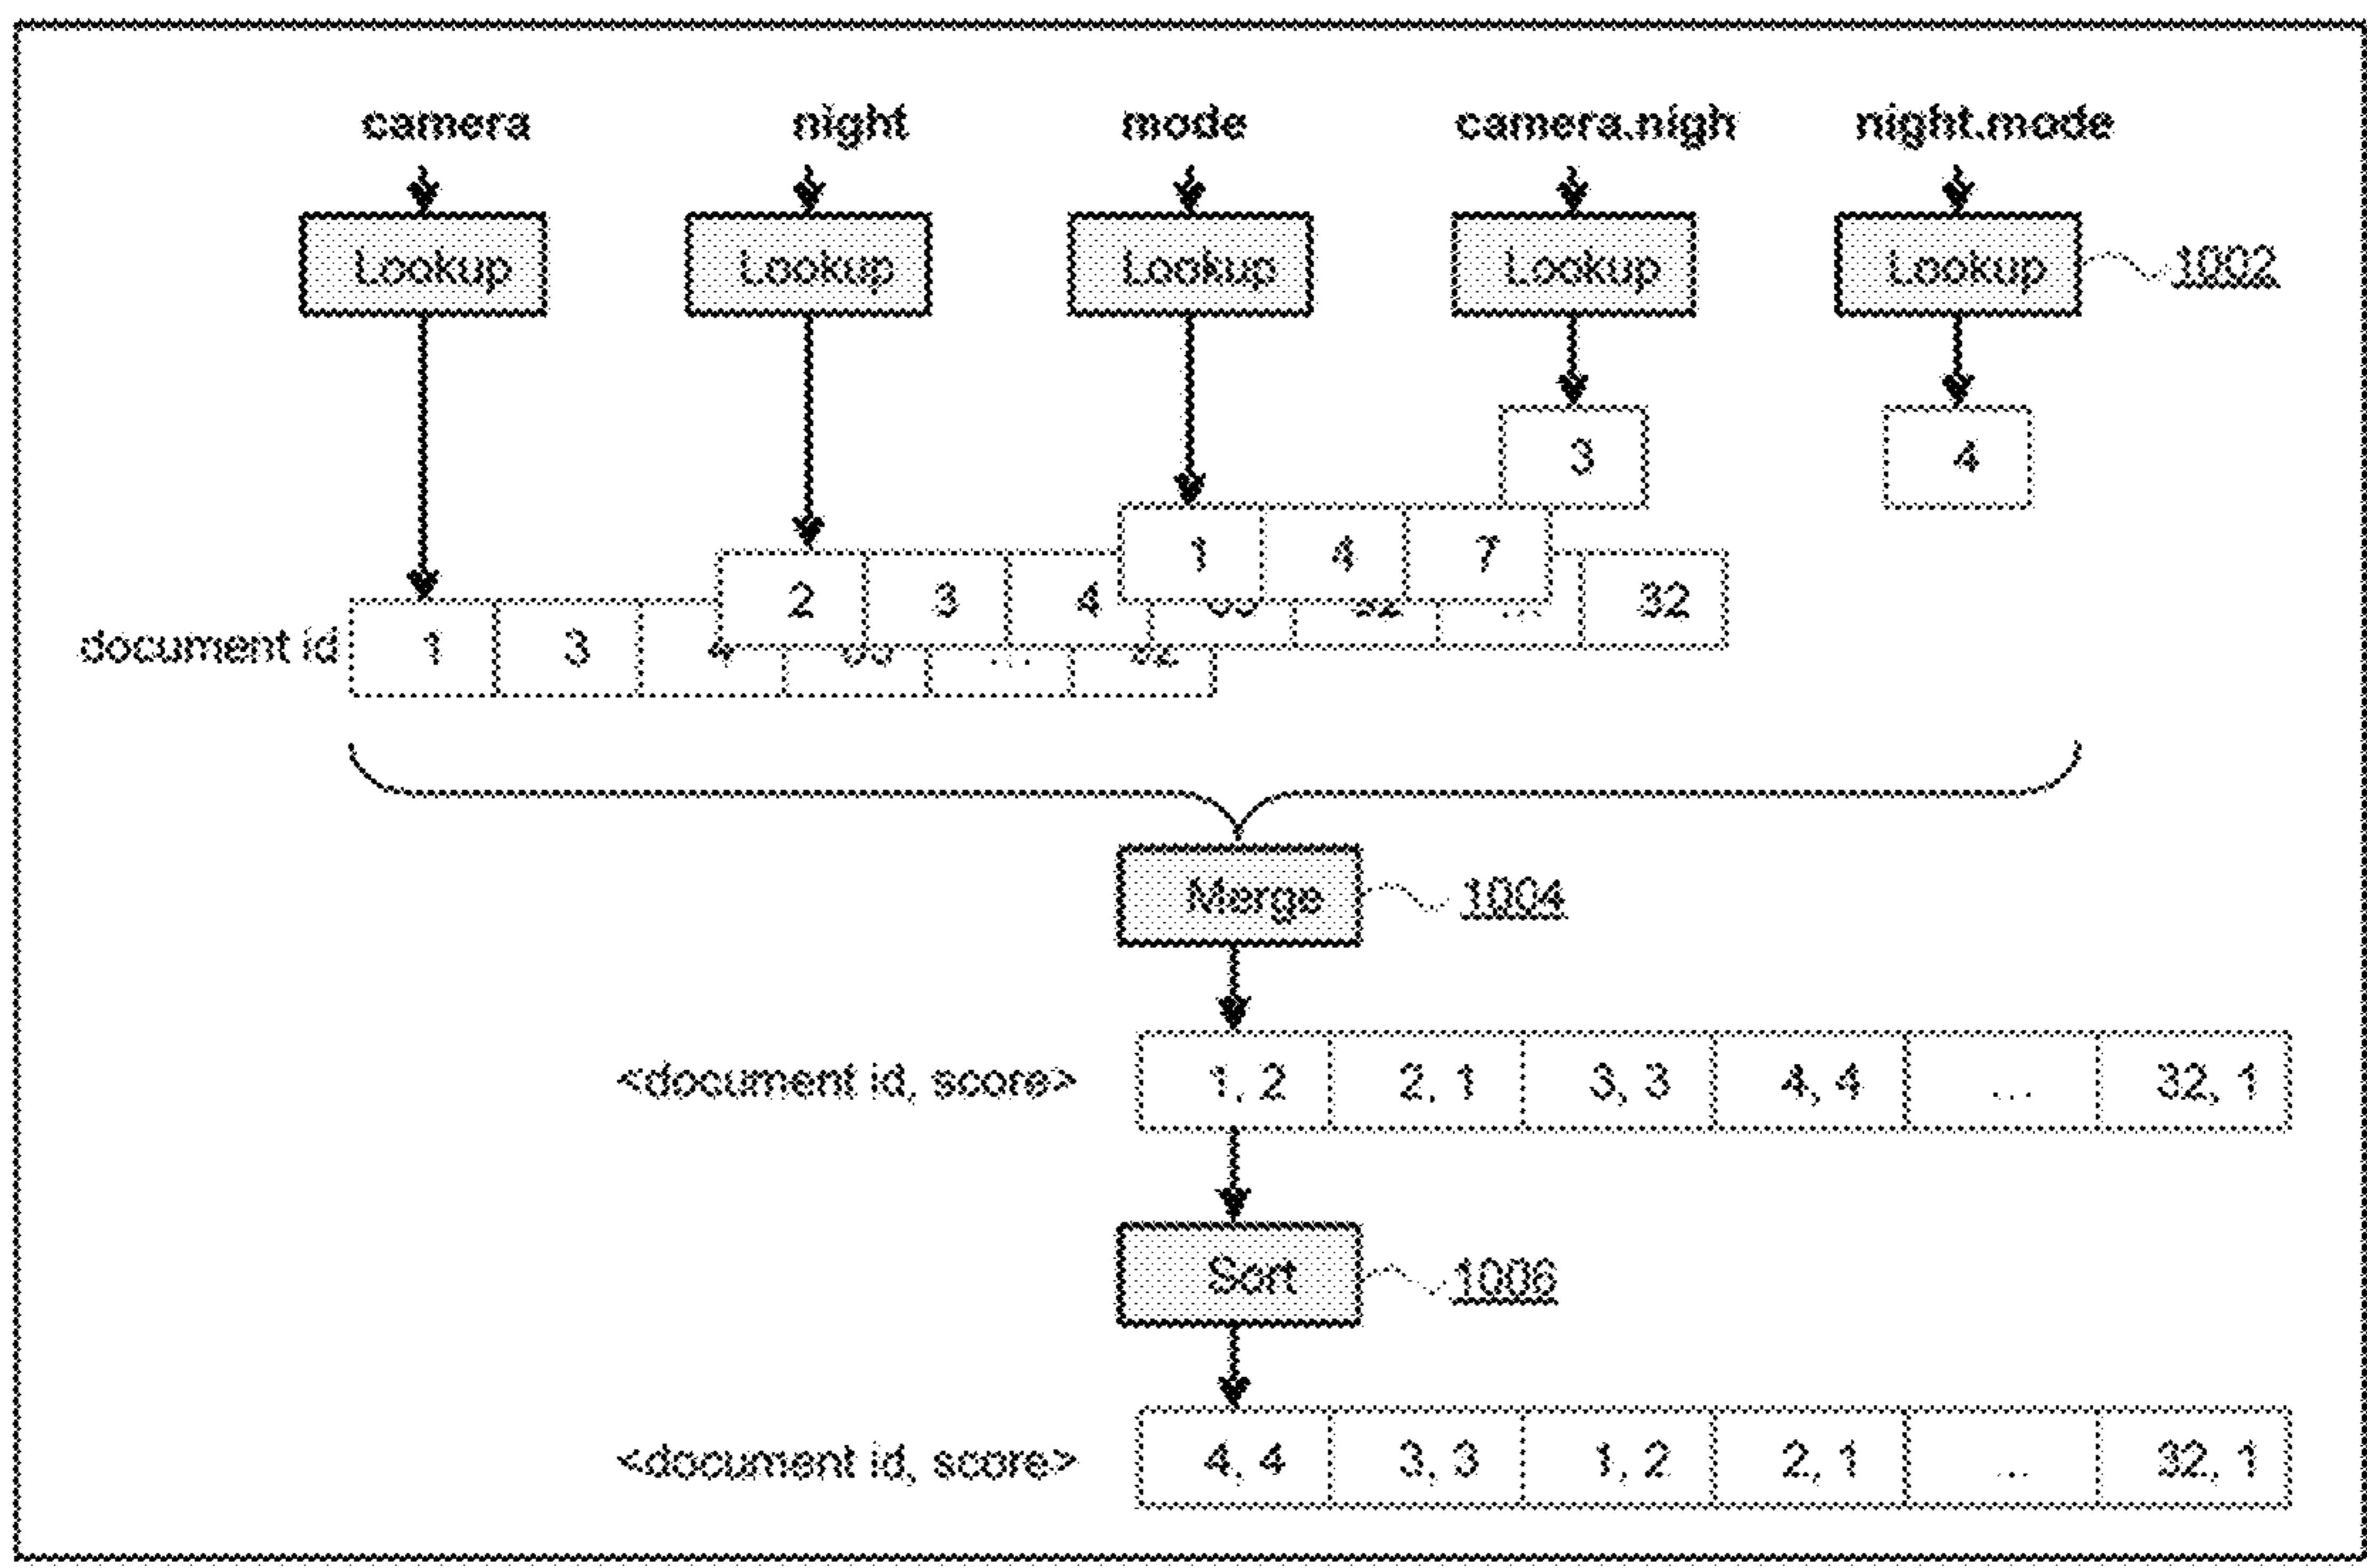 camera night mode camera.nigh night.mode
Lookup Lookup Lookup Lookup Lookup 1002
3 4
1 4 7
2 3 4 32
document id 1 3 4
Merge 1004
<document id, score> 1, 2 2, 1 3, 3 4, 4 ... 32, 1
Sort 1006
<document id, score> 4, 4 3, 3 1, 2 2, 1 ... 32, 1